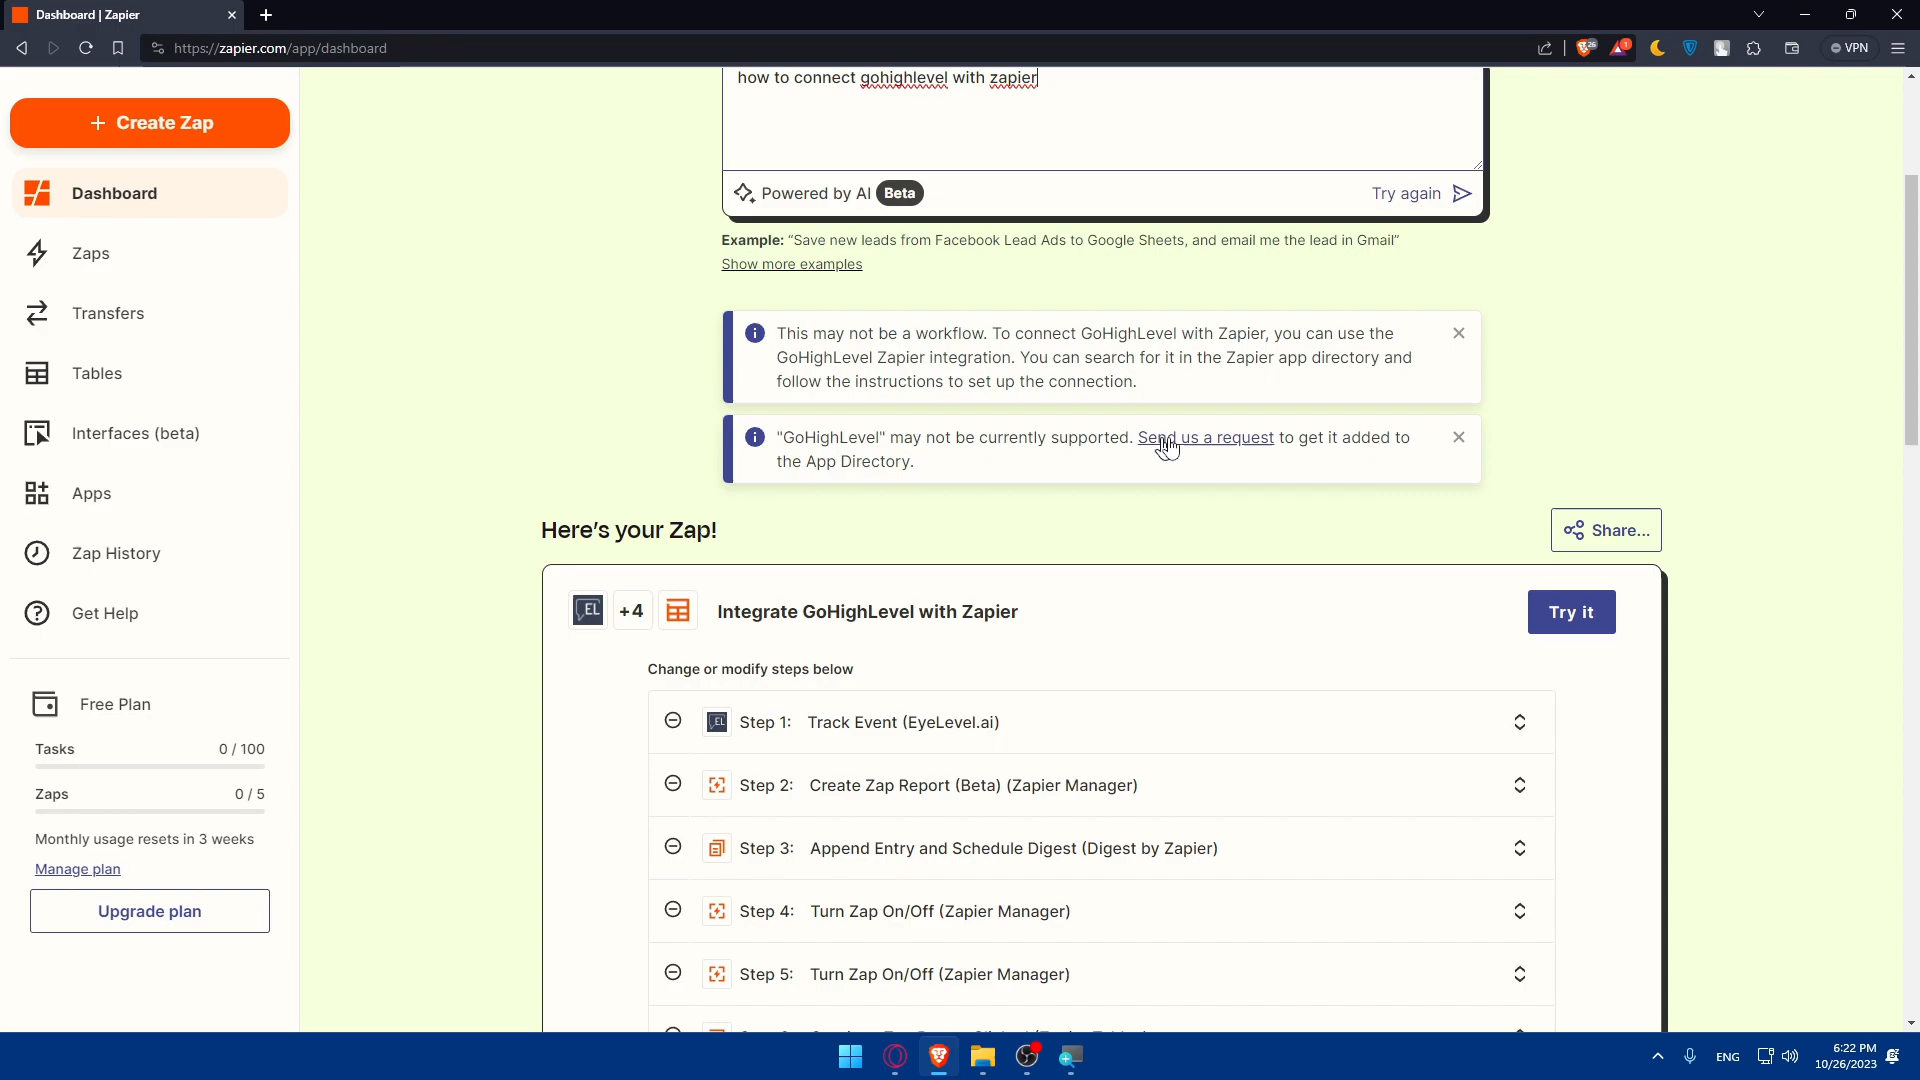 Dashboard | Zapier
https://zapier.com/app/dashboard
26
1
VPN
+ Create Zap
Dashboard
Zaps
Transfers
Tables
Interfaces (beta)
Apps
Zap History
Get Help
Free Plan
Tasks 0 / 100
Zaps 0 / 5
Monthly usage resets in 3 weeks
Manage plan
Upgrade plan
how to connect gohighlevel with zapier
Powered by AI Beta
Try again
Example: “Save new leads from Facebook Lead Ads to Google Sheets, and email me the lead in Gmail”
Show more examples
This may not be a workflow. To connect GoHighLevel with Zapier, you can use the
GoHighLevel Zapier integration. You can search for it in the Zapier app directory and
follow the instructions to set up the connection.
"GoHighLevel" may not be currently supported. Send us a request to get it added to
the App Directory.
Here’s your Zap!
Share...
EL +4 Integrate GoHighLevel with Zapier
Try it
Change or modify steps below
EL Step 1: Track Event (EyeLevel.ai)
Step 2: Create Zap Report (Beta) (Zapier Manager)
Step 3: Append Entry and Schedule Digest (Digest by Zapier)
Step 4: Turn Zap On/Off (Zapier Manager)
Step 5: Turn Zap On/Off (Zapier Manager)
ENG
6:22 PM
10/26/2023